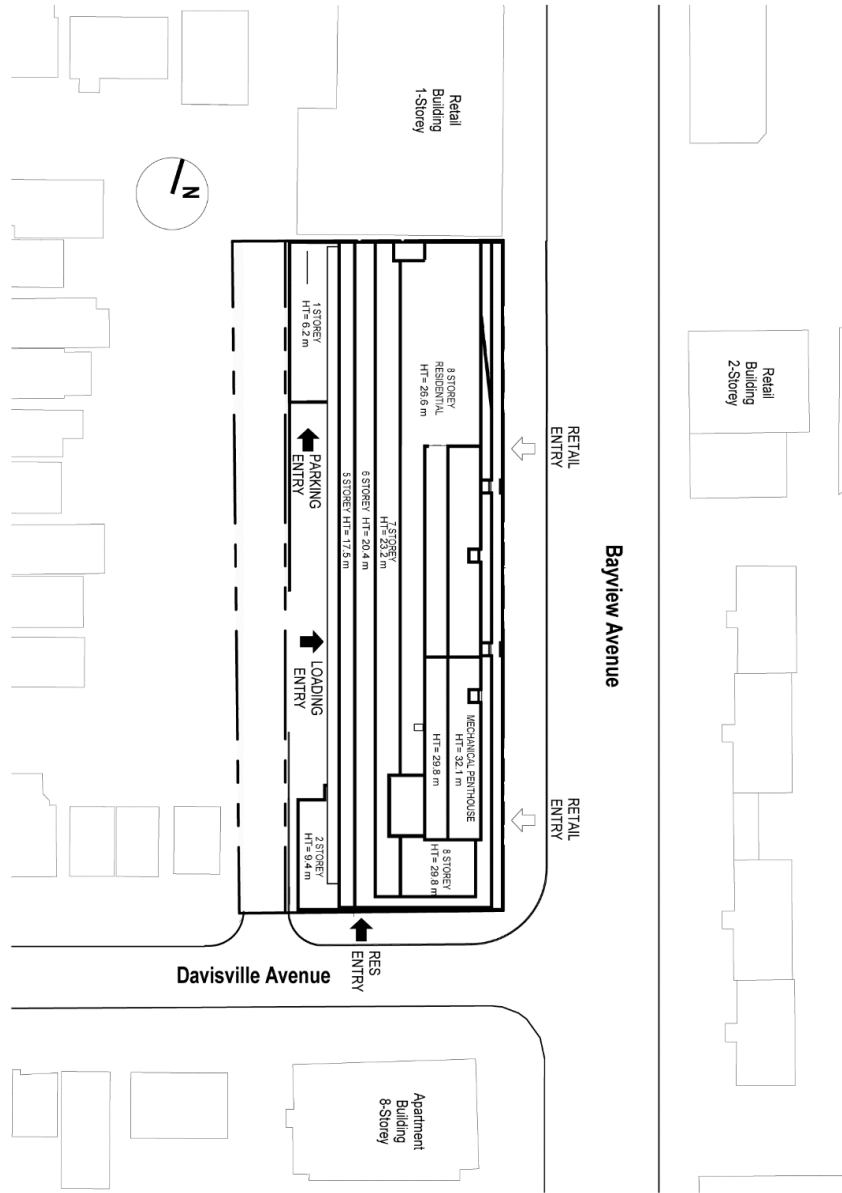 Retail
Building
1-Storey
N
Retail
Building
2-Storey
1 STOREY
HT= 6.2 m
8 STOREY
RESIDENTIAL
HT= 26.6 m
RETAIL
ENTRY
PARKING
ENTRY
5 STOREY HT= 17.5 m
6 STOREY HT= 20.4 m
7 STOREY
HT= 23.2 m
Bayview Avenue
LOADING
ENTRY
MECHANICAL PENTHOUSE
HT= 32.1 m
HT= 29.8 m
RETAIL
ENTRY
2 STOREY
HT= 9.4 m
8 STOREY
HT= 29.8 m
RES
ENTRY
Davisville Avenue
Apartment
Building
8-Storey